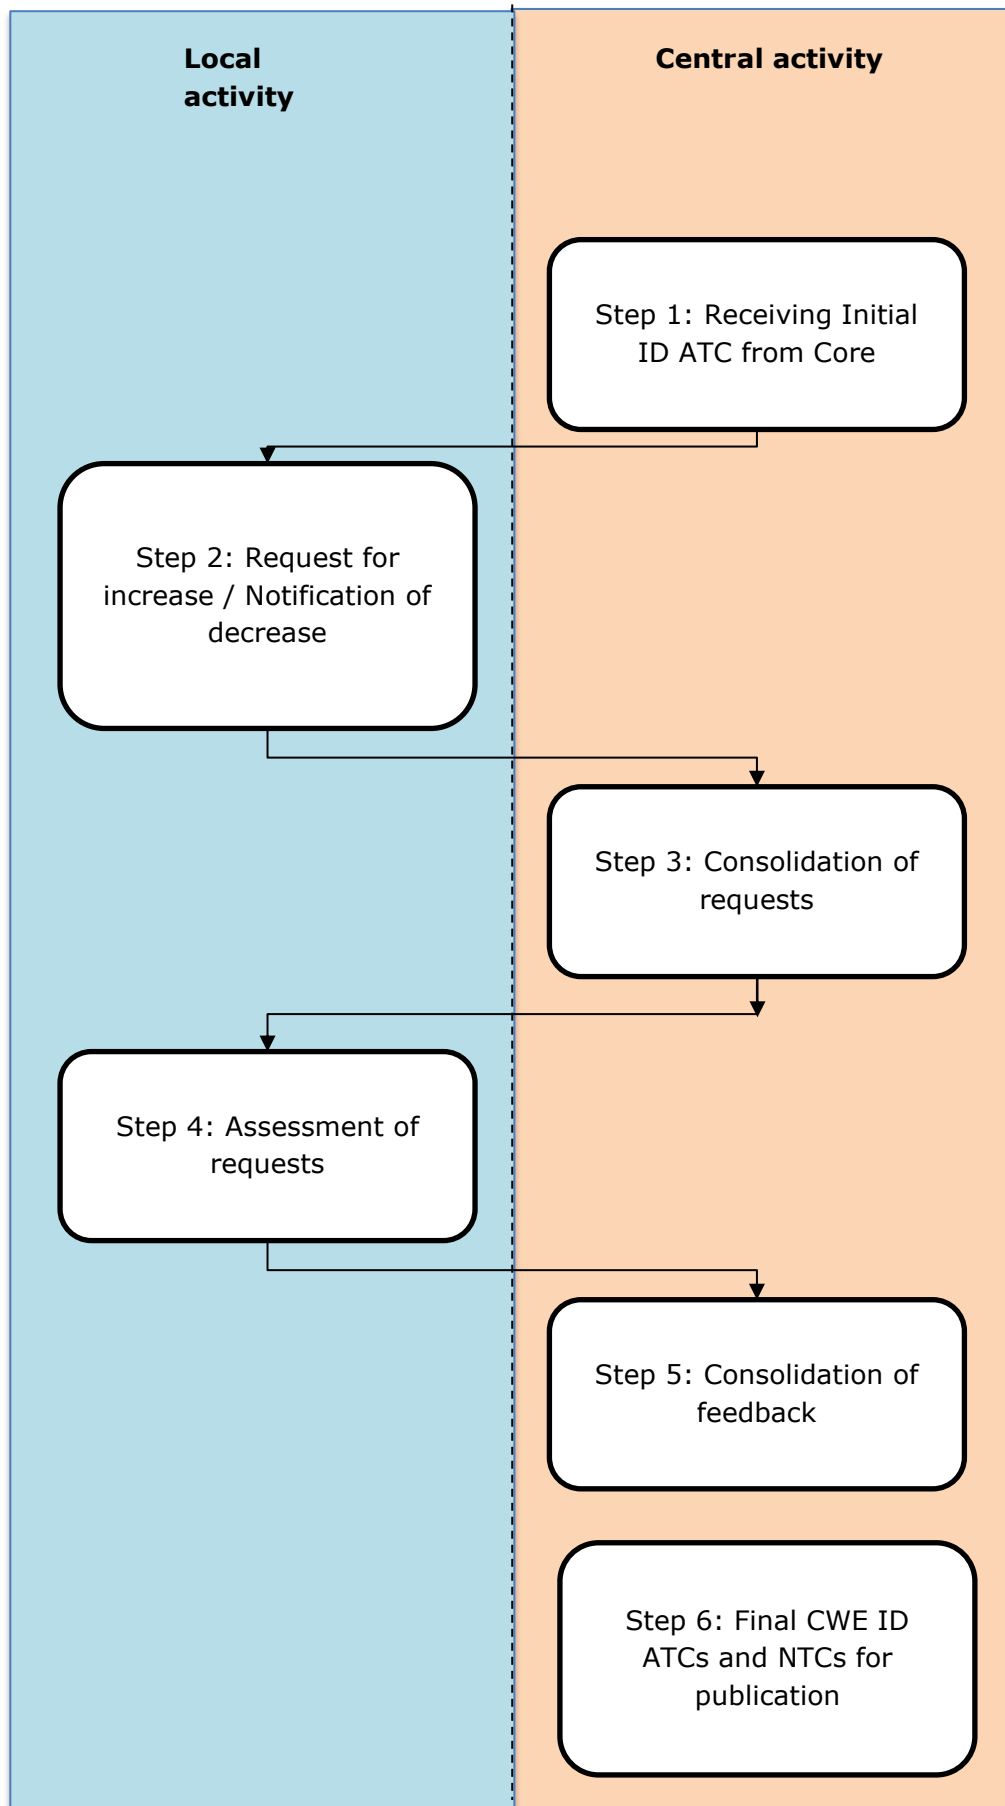 Local
activity
Central activity
Step 1: Receiving Initial
ID ATC from Core
Step 2: Request for
increase / Notification of
decrease
Step 3: Consolidation of
requests
Step 4: Assessment of
requests
Step 5: Consolidation of
feedback
Step 6: Final CWE ID
ATCs and NTCs for
publication